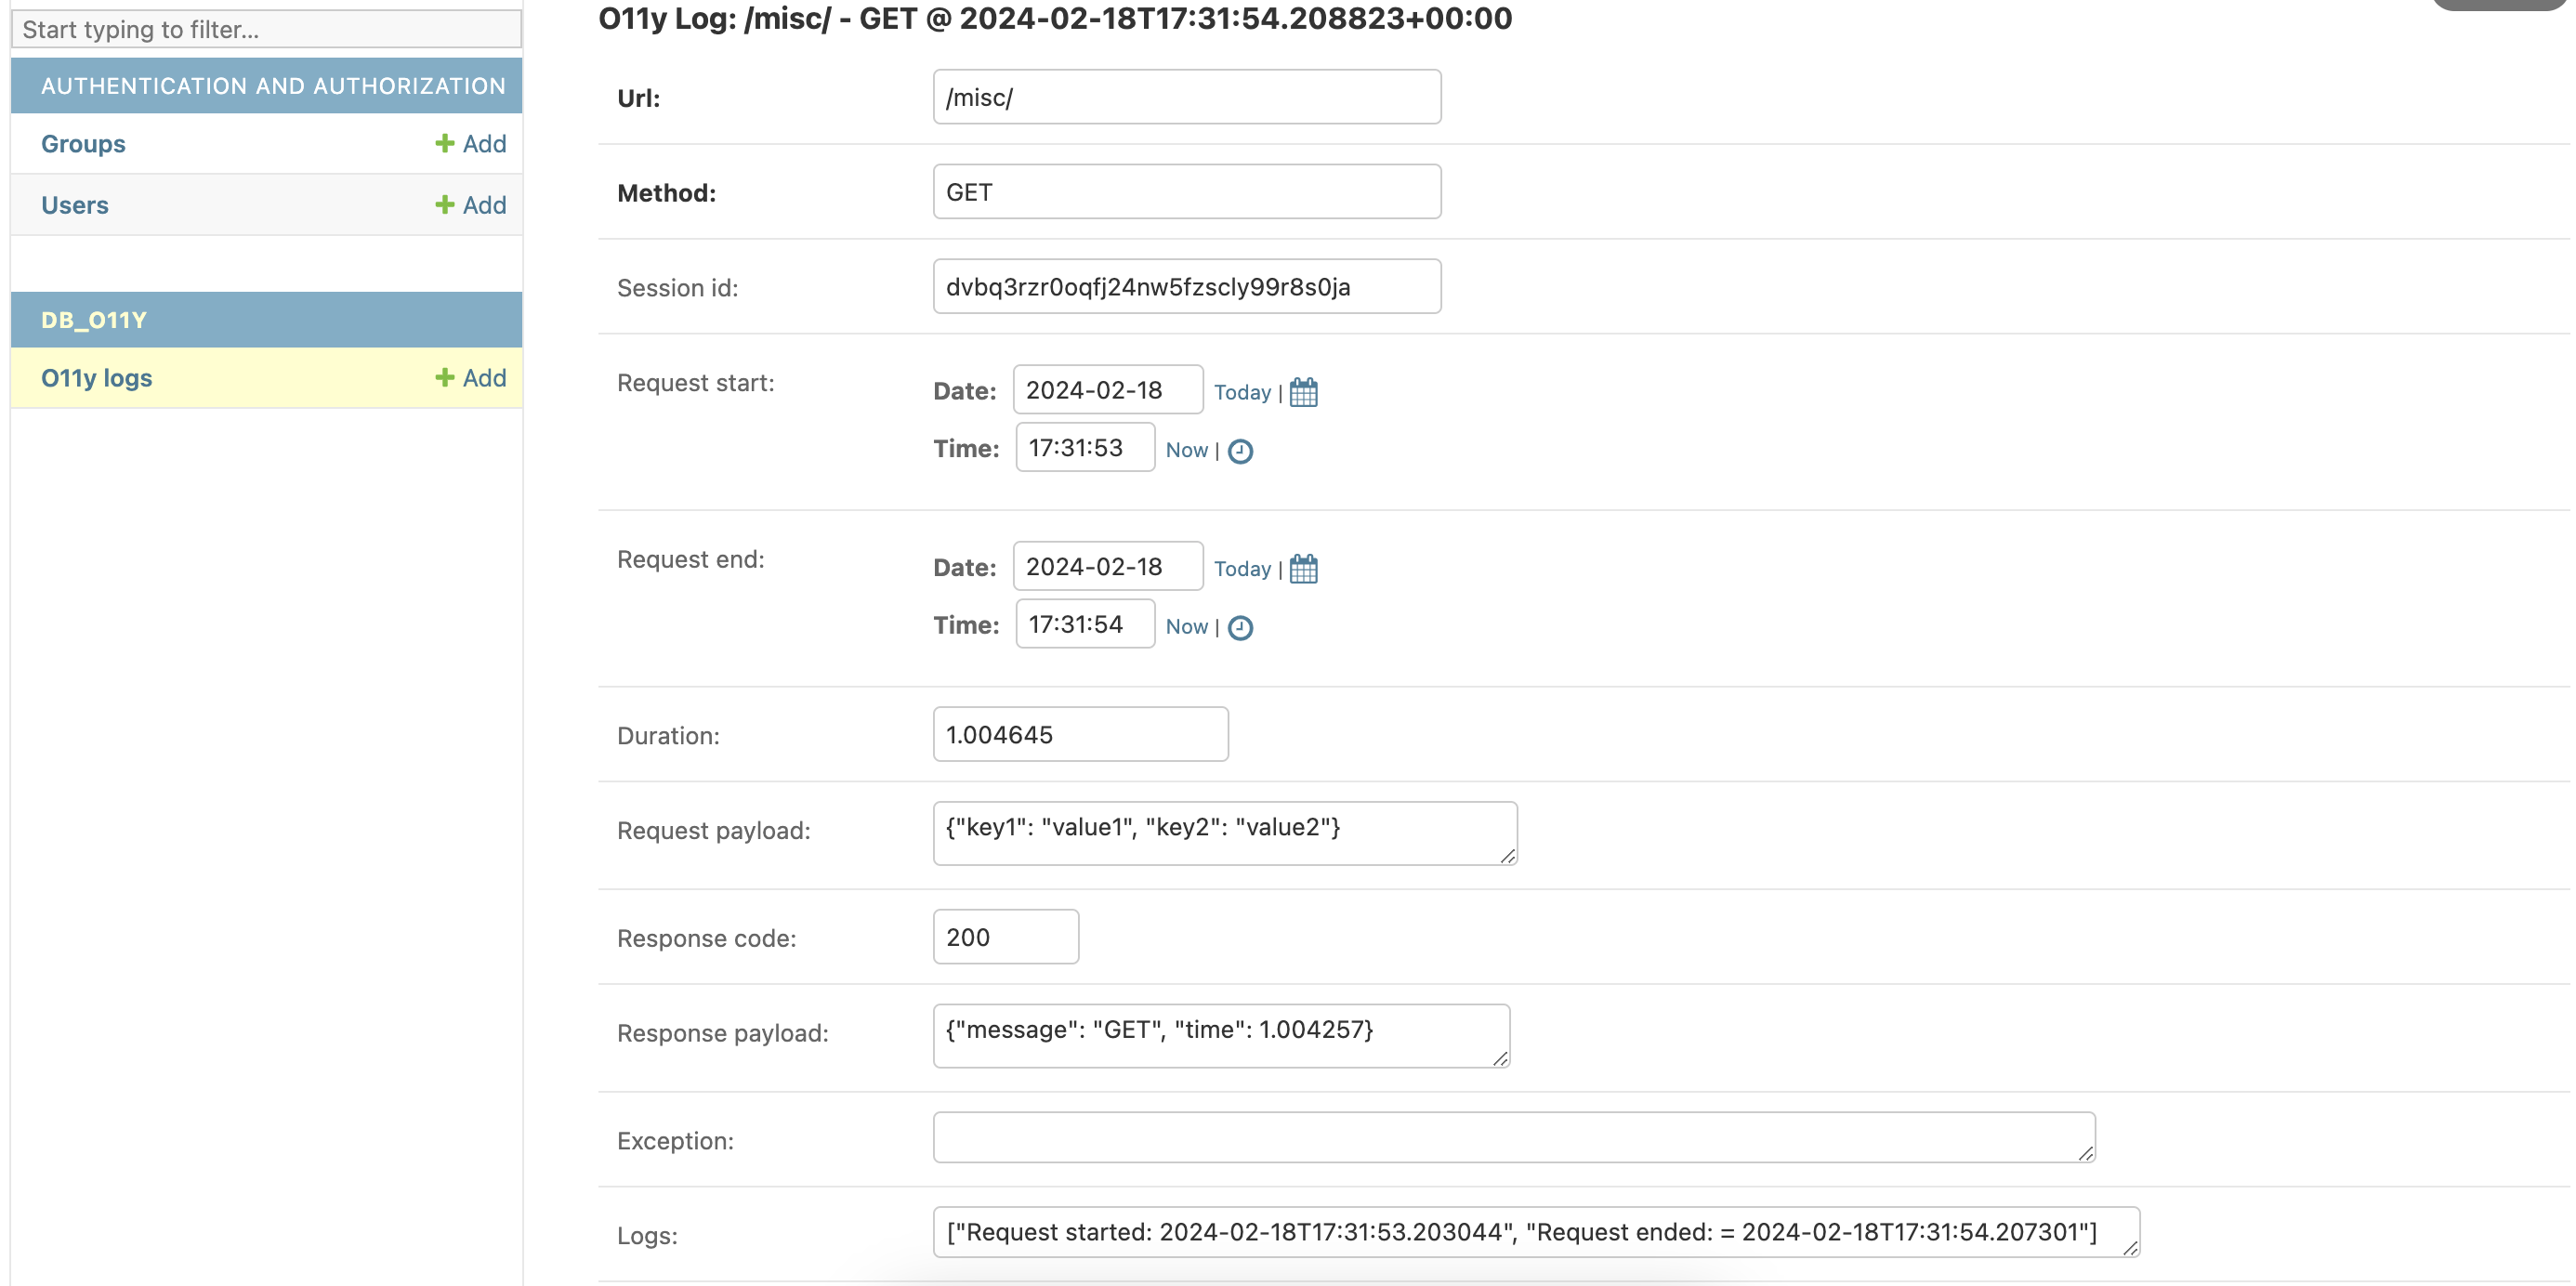 Start typing to filter...
AUTHENTICATION AND AUTHORIZATION
Groups + Add
Users + Add
DB_O11Y
O11y logs + Add
O11y Log: /misc/ - GET @ 2024-02-18T17:31:54.208823+00:00
Url: /misc/
Method: GET
Session id: dvbq3rzr0oqfj24nw5fzscly99r8s0ja
Request start: Date: 2024-02-18 Today |
Time: 17:31:53 Now |
Request end: Date: 2024-02-18 Today |
Time: 17:31:54 Now |
Duration: 1.004645
Request payload: {"key1": "value1", "key2": "value2"}
Response code: 200
Response payload: {"message": "GET", "time": 1.004257}
Exception:
Logs: ["Request started: 2024-02-18T17:31:53.203044", "Request ended: = 2024-02-18T17:31:54.207301"]